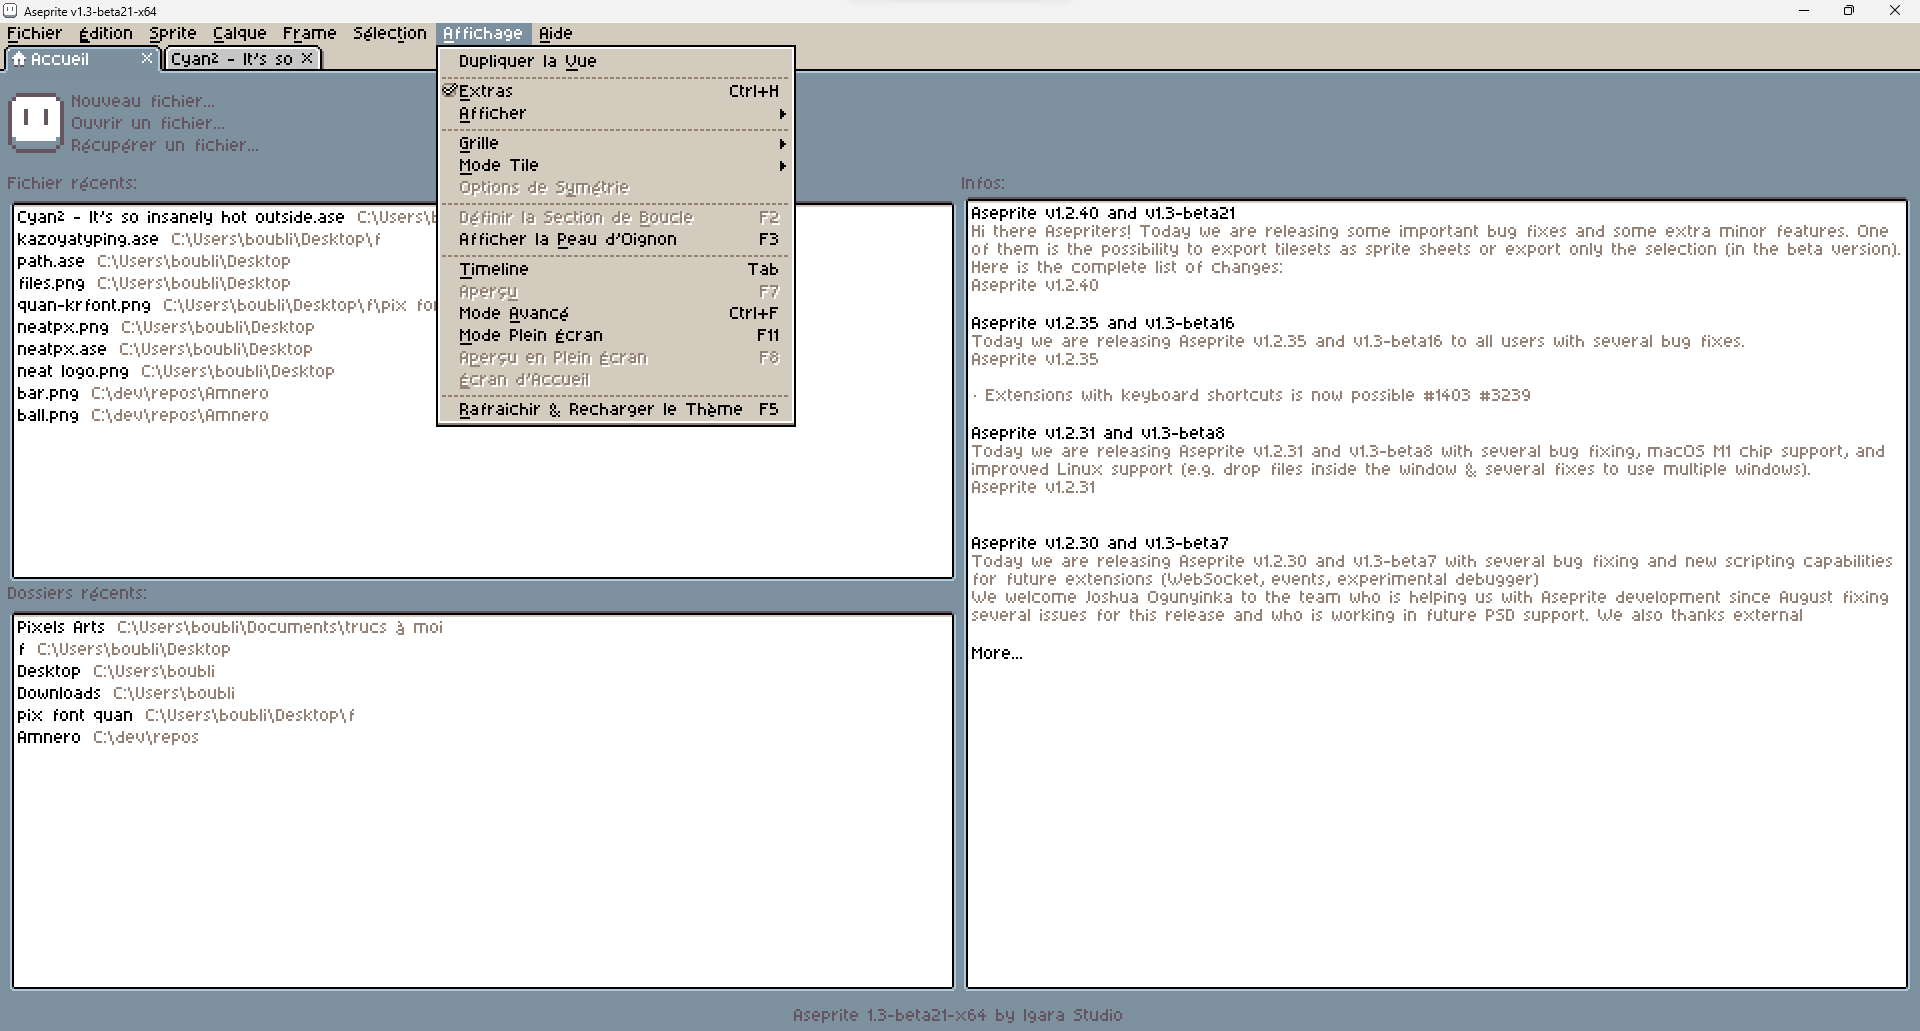 Aseprite v1.3-beta21-x64
Fichier Édition Sprite Calque Frame Sélection Affichage Aide
Accueil
Cyan² - It's so
Dupliquer la Vue
Extras Ctrl+H
Afficher
Grille
Mode Tile
Options de Symétrie
Définir la Section de Boucle F2
Afficher la Peau d'Oignon F3
Timeline Tab
Aperçu F7
Mode Avancé Ctrl+F
Mode Plein Écran F11
Aperçu en Plein Écran F8
Écran d'Accueil
Rafraichir & Recharger le Thème F5
Nouveau fichier...
Ouvrir un fichier...
Récupérer un fichier...
Fichier récents:
Cyan² - It's so insanely hot outside.ase C:\Users\b
kazoyatyping.ase C:\Users\boubli\Desktop\f
path.ase C:\Users\boubli\Desktop
files.png C:\Users\boubli\Desktop
quan-krfont.png C:\Users\boubli\Desktop\f\pix fo
neatpx.png C:\Users\boubli\Desktop
neatpx.ase C:\Users\boubli\Desktop
neat logo.png C:\Users\boubli\Desktop
bar.png C:\dev\repos\Amnero
ball.png C:\dev\repos\Amnero
Dossiers récents:
Pixels Arts C:\Users\boubli\Documents\trucs à moi
f C:\Users\boubli\Desktop
Desktop C:\Users\boubli
Downloads C:\Users\boubli
pix font quan C:\Users\boubli\Desktop\f
Amnero C:\dev\repos
Infos:
Aseprite v1.2.40 and v1.3-beta21
Hi there Asepriters! Today we are releasing some important bug fixes and some extra minor features. One
of them is the possibility to export tilesets as sprite sheets or export only the selection (in the beta version).
Here is the complete list of changes:
Aseprite v1.2.40
Aseprite v1.2.35 and v1.3-beta16
Today we are releasing Aseprite v1.2.35 and v1.3-beta16 to all users with several bug fixes.
Aseprite v1.2.35
· Extensions with keyboard shortcuts is now possible #1403 #3239
Aseprite v1.2.31 and v1.3-beta8
Today we are releasing Aseprite v1.2.31 and v1.3-beta8 with several bug fixing, macOS M1 chip support, and
improved Linux support (e.g. drop files inside the window & several fixes to use multiple windows).
Aseprite v1.2.31
Aseprite v1.2.30 and v1.3-beta7
Today we are releasing Aseprite v1.2.30 and v1.3-beta7 with several bug fixing and new scripting capabilities
for future extensions (WebSocket, events, experimental debugger)
We welcome Joshua Ogunyinka to the team who is helping us with Aseprite development since August fixing
several issues for this release and who is working in future PSD support. We also thanks external
More...
Aseprite 1.3-beta21-x64 by Igara Studio